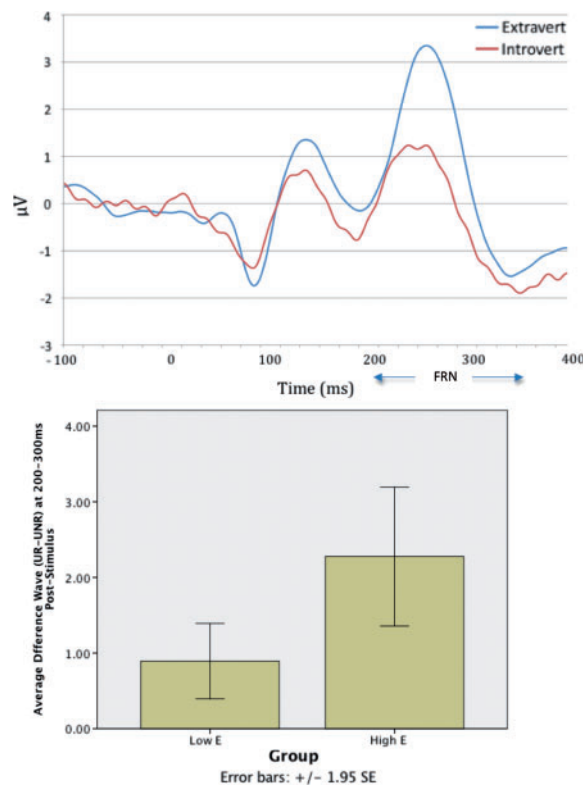 4
3
2
1
0
-1
-2
-3
μV
Extravert
Introvert
-100 0 100 200 300 400
Time (ms)
FRN
Average Dfference Wave (UR-UNR) at 200-300ms
Post-Stimulus
4.00
3.00
2.00
1.00
0.00
Low E High E
Group
Error bars: +/- 1.95 SE